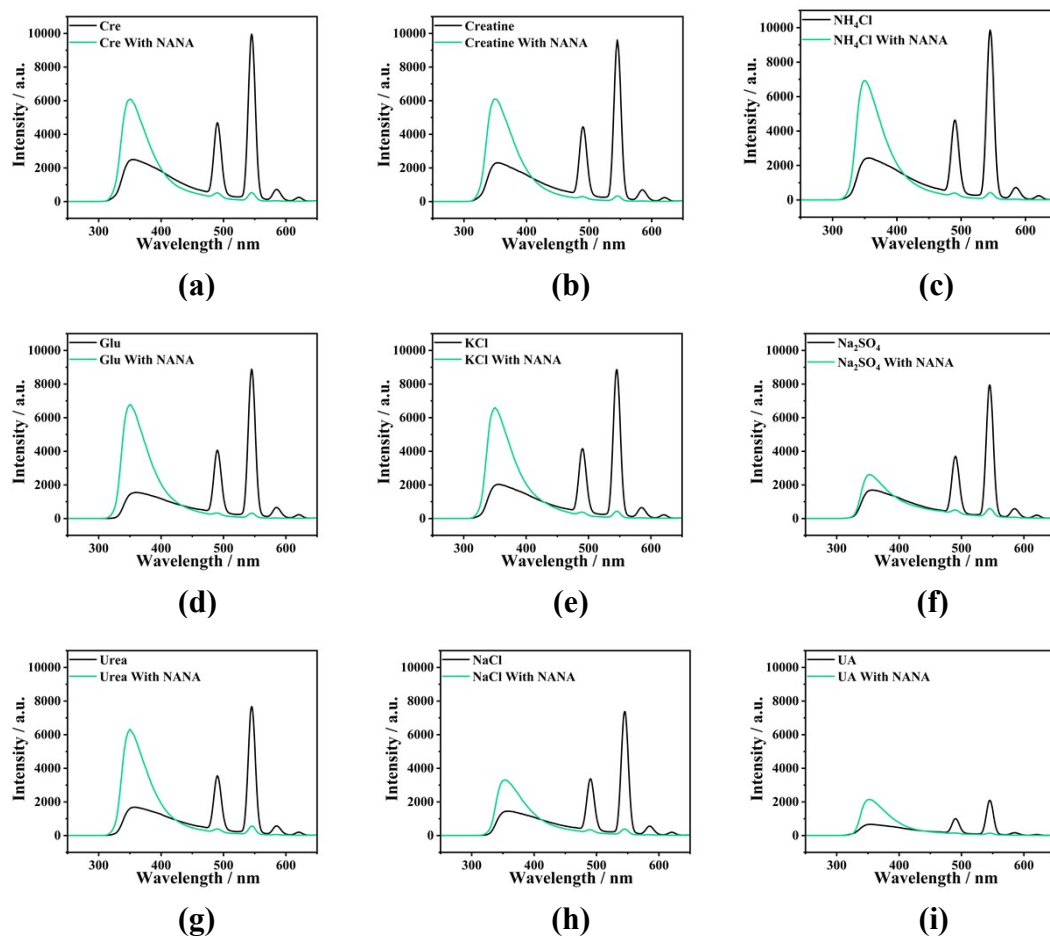 Cre
Cre With NANA
10000
8000
6000
4000
2000
0
Intensity / a.u.
300 400 500 600
Wavelength / nm
(a)
Creatine
Creatine With NANA
10000
8000
6000
4000
2000
0
Intensity / a.u.
300 400 500 600
Wavelength / nm
(b)
NH₄Cl
NH₄Cl With NANA
10000
8000
6000
4000
2000
0
Intensity / a.u.
300 400 500 600
Wavelength / nm
(c)
Glu
Glu With NANA
10000
8000
6000
4000
2000
0
Intensity / a.u.
300 400 500 600
Wavelength / nm
(d)
KCl
KCl With NANA
10000
8000
6000
4000
2000
0
Intensity / a.u.
300 400 500 600
Wavelength / nm
(e)
Na₂SO₄
Na₂SO₄ With NANA
10000
8000
6000
4000
2000
0
Intensity / a.u.
300 400 500 600
Wavelength / nm
(f)
Urea
Urea With NANA
10000
8000
6000
4000
2000
0
Intensity / a.u.
300 400 500 600
Wavelength / nm
(g)
NaCl
NaCl With NANA
10000
8000
6000
4000
2000
0
Intensity / a.u.
300 400 500 600
Wavelength / nm
(h)
UA
UA With NANA
10000
8000
6000
4000
2000
0
Intensity / a.u.
300 400 500 600
Wavelength / nm
(i)